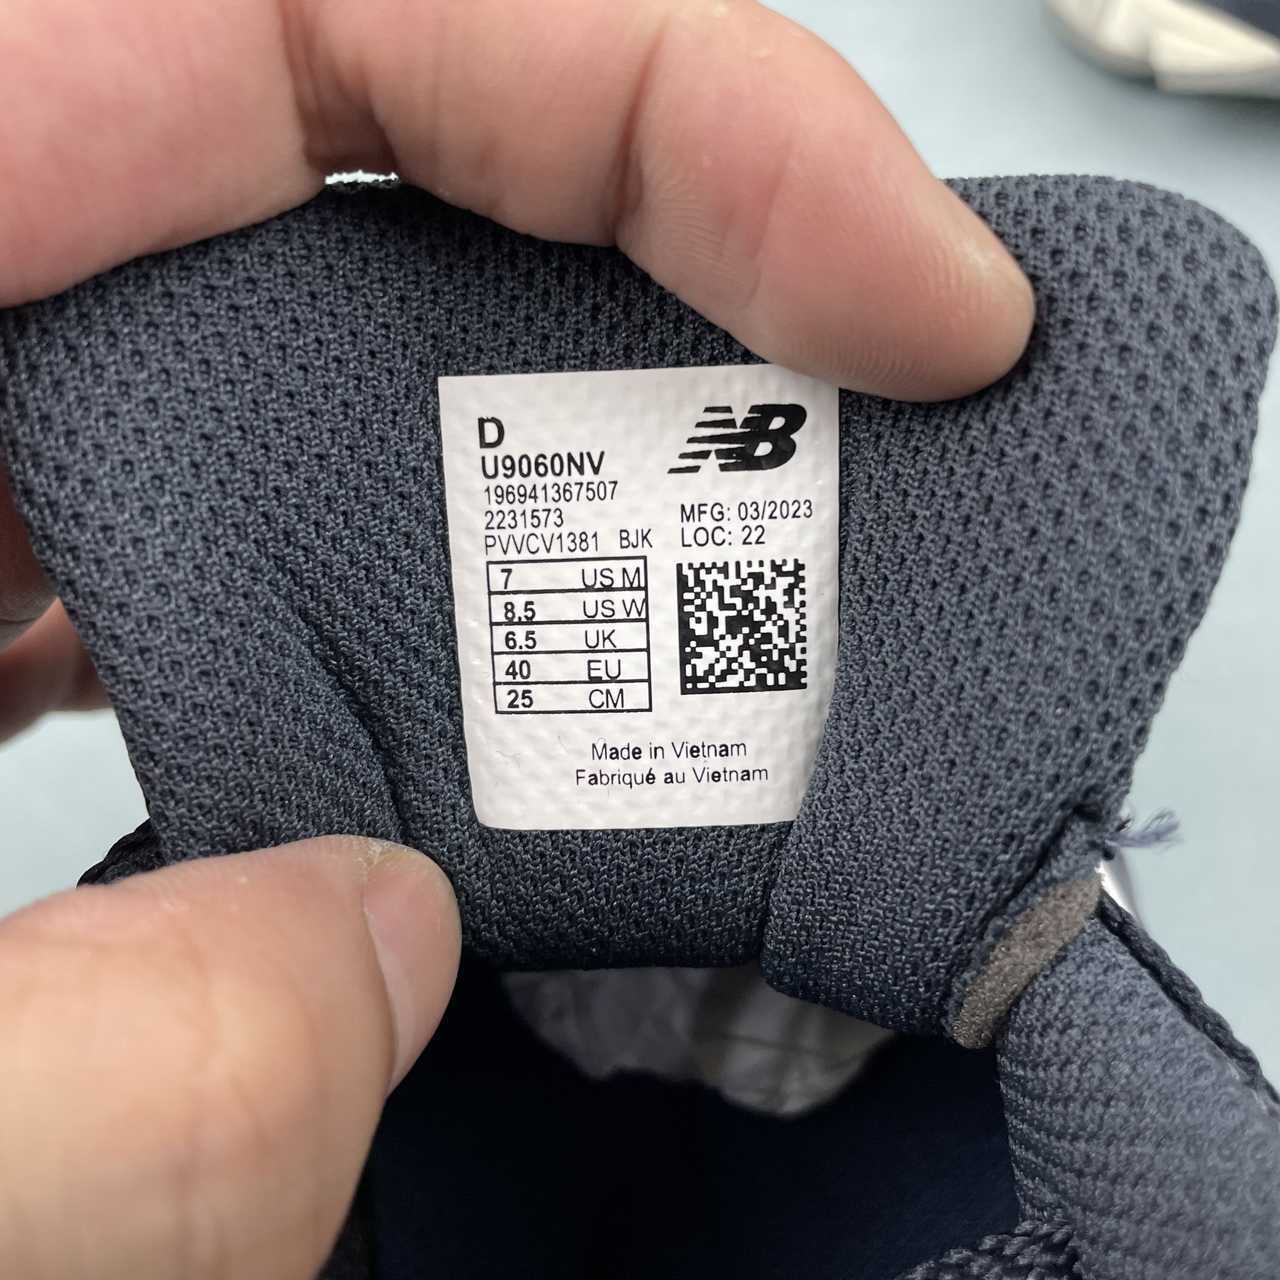 D
NB
U9060NV
196941367507
2231573
MFG: 03/2023
PVVCV1381 BJK
LOC: 22
7 US M
8.5 US W
6.5 UK
40 EU
25 CM
Made in Vietnam
Fabriqué au Vietnam